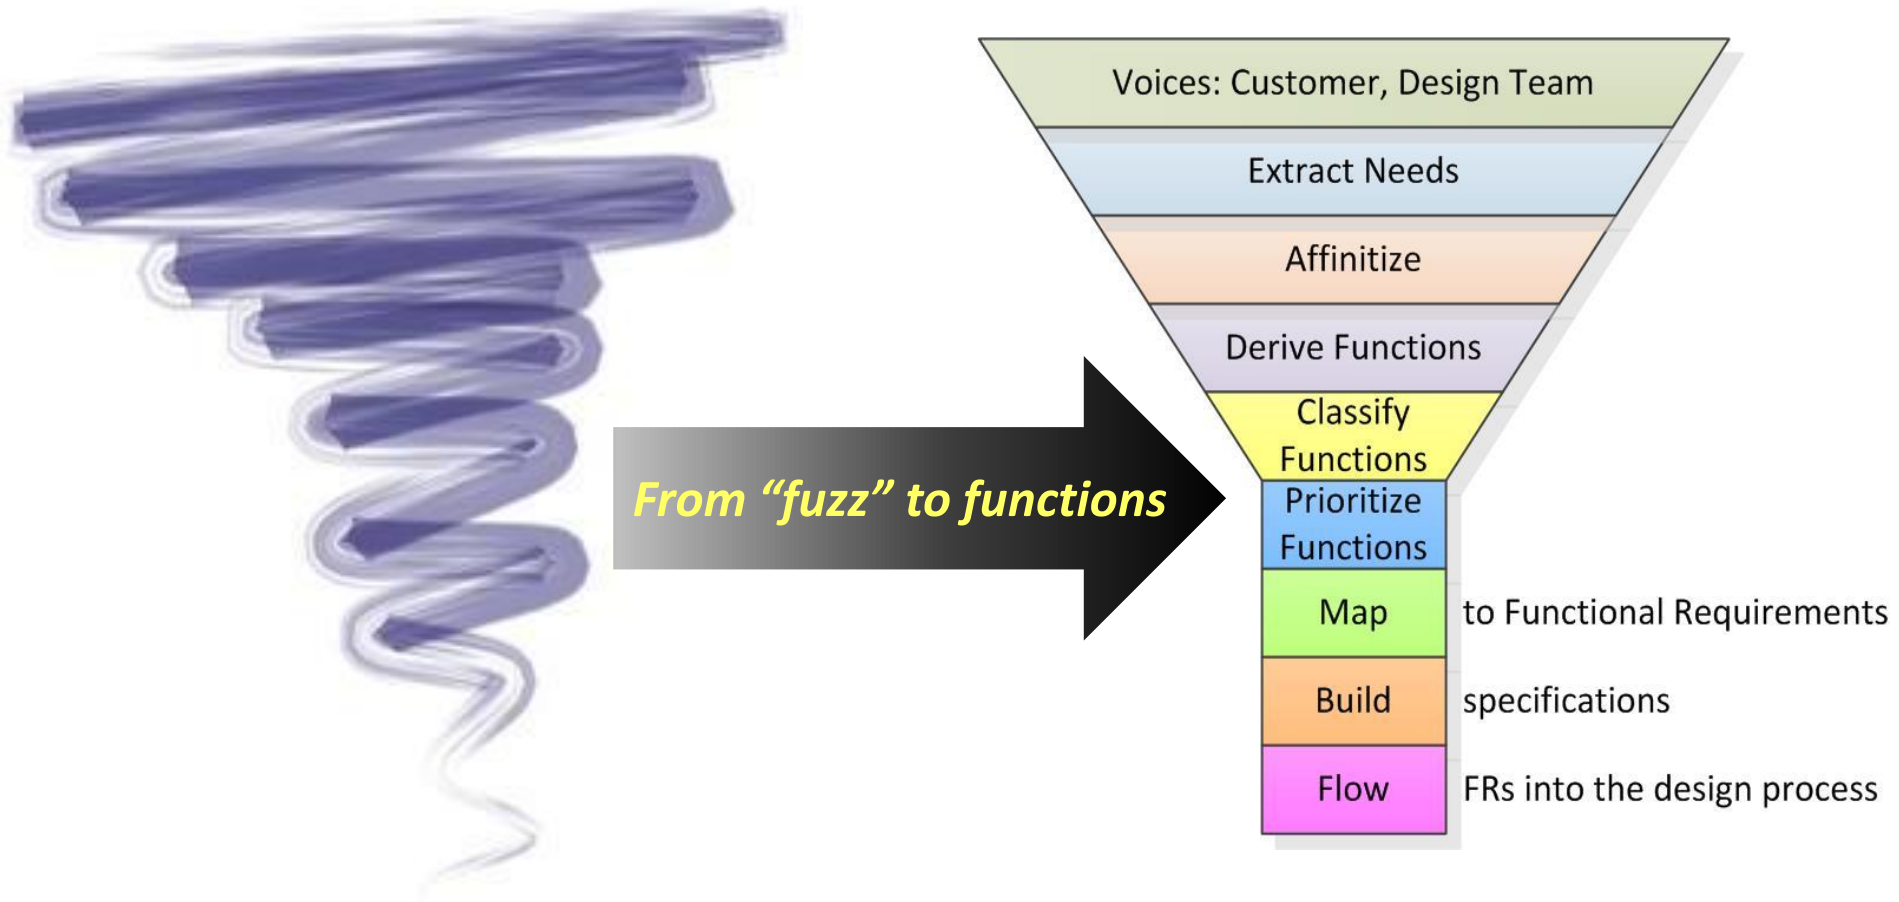 Voices: Customer, Design Team
Extract Needs
Affinitize
Derive Functions
Classify
Functions
From “fuzz” to functions
Prioritize
Functions
Map to Functional Requirements
Build specifications
Flow FRs into the design process